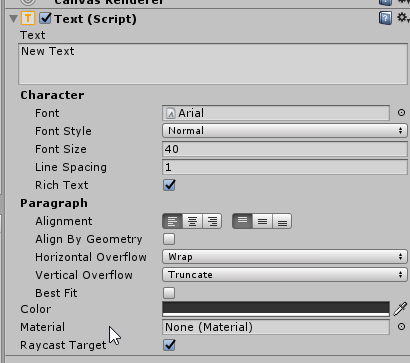 Canvas Renderer
T Text (Script)
Text
New Text
Character
Font Arial
Font Style Normal
Font Size 40
Line Spacing 1
Rich Text
Paragraph
Alignment
Align By Geometry
Horizontal Overflow Wrap
Vertical Overflow Truncate
Best Fit
Color
Material None (Material)
Raycast Target